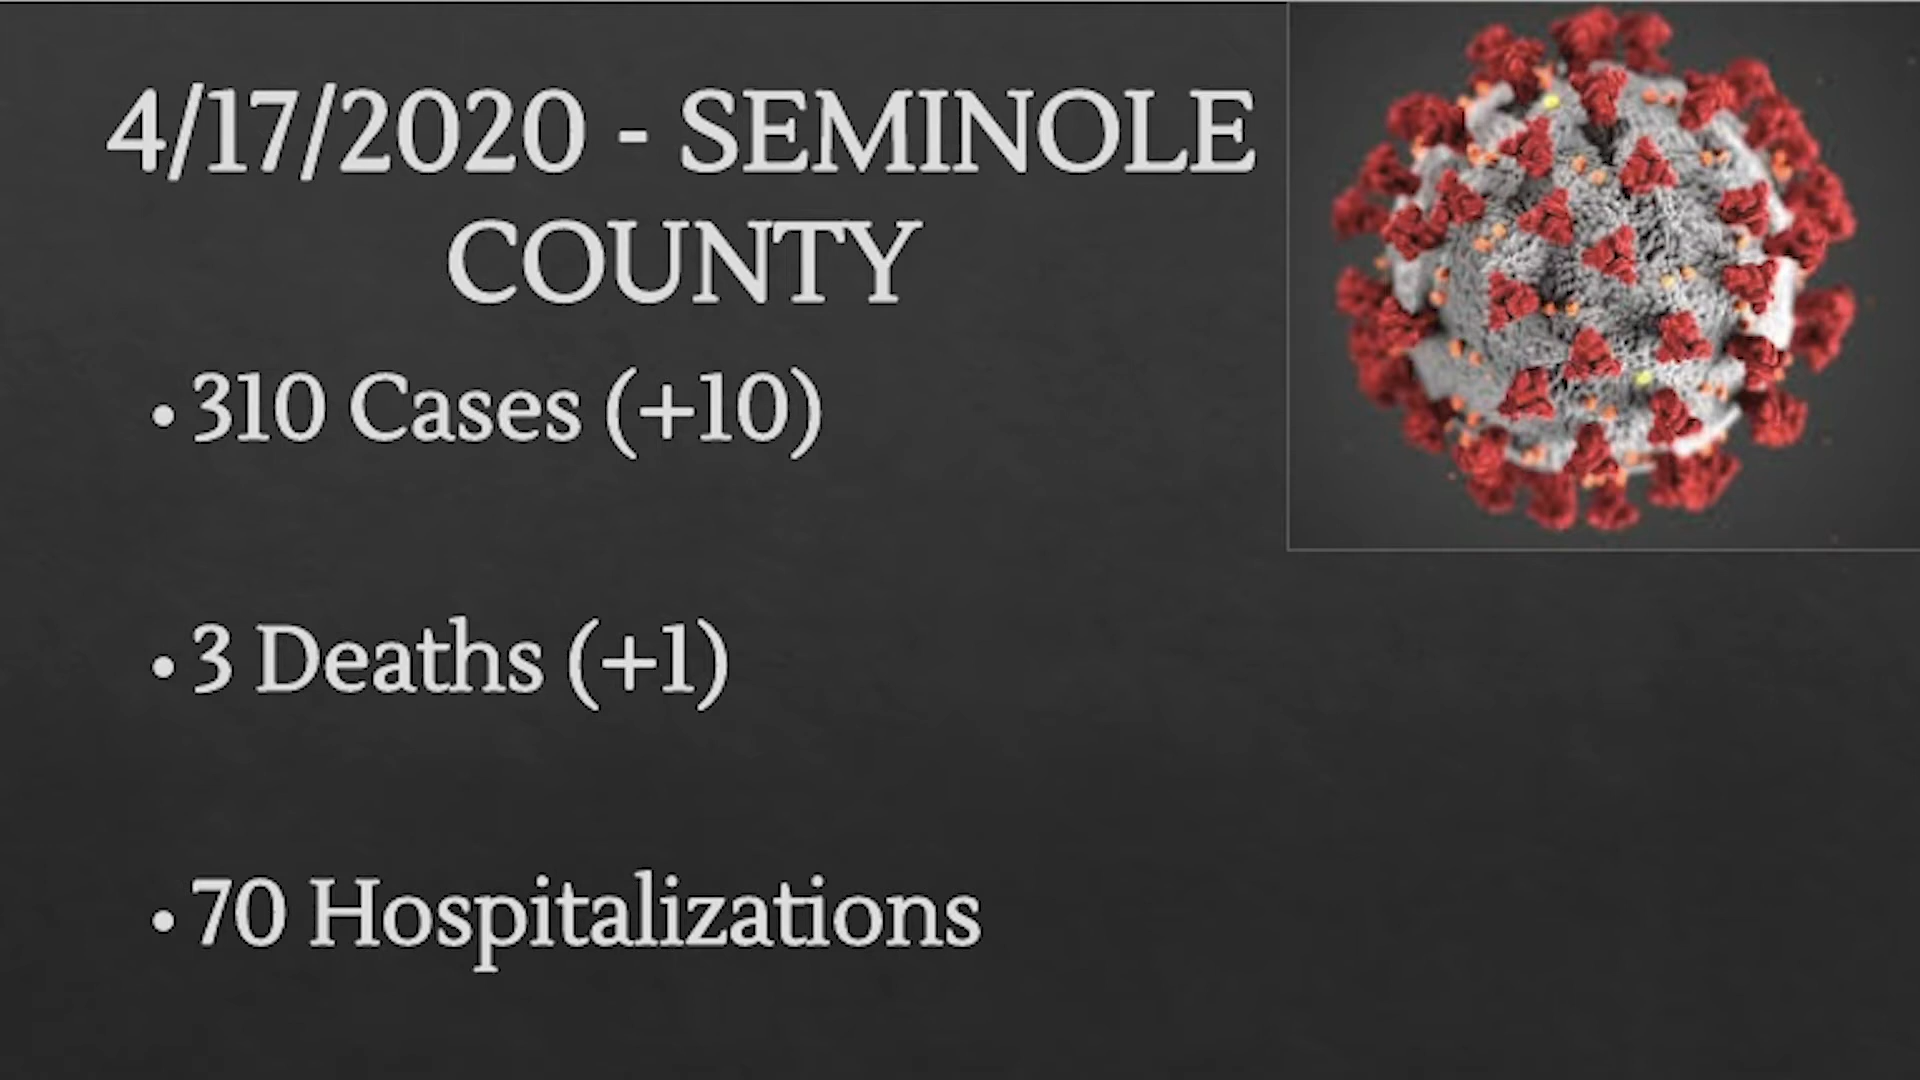 4/17/2020 - SEMINOLE
COUNTY
• 310 Cases (+10)
• 3 Deaths (+1)
• 70 Hospitalizations